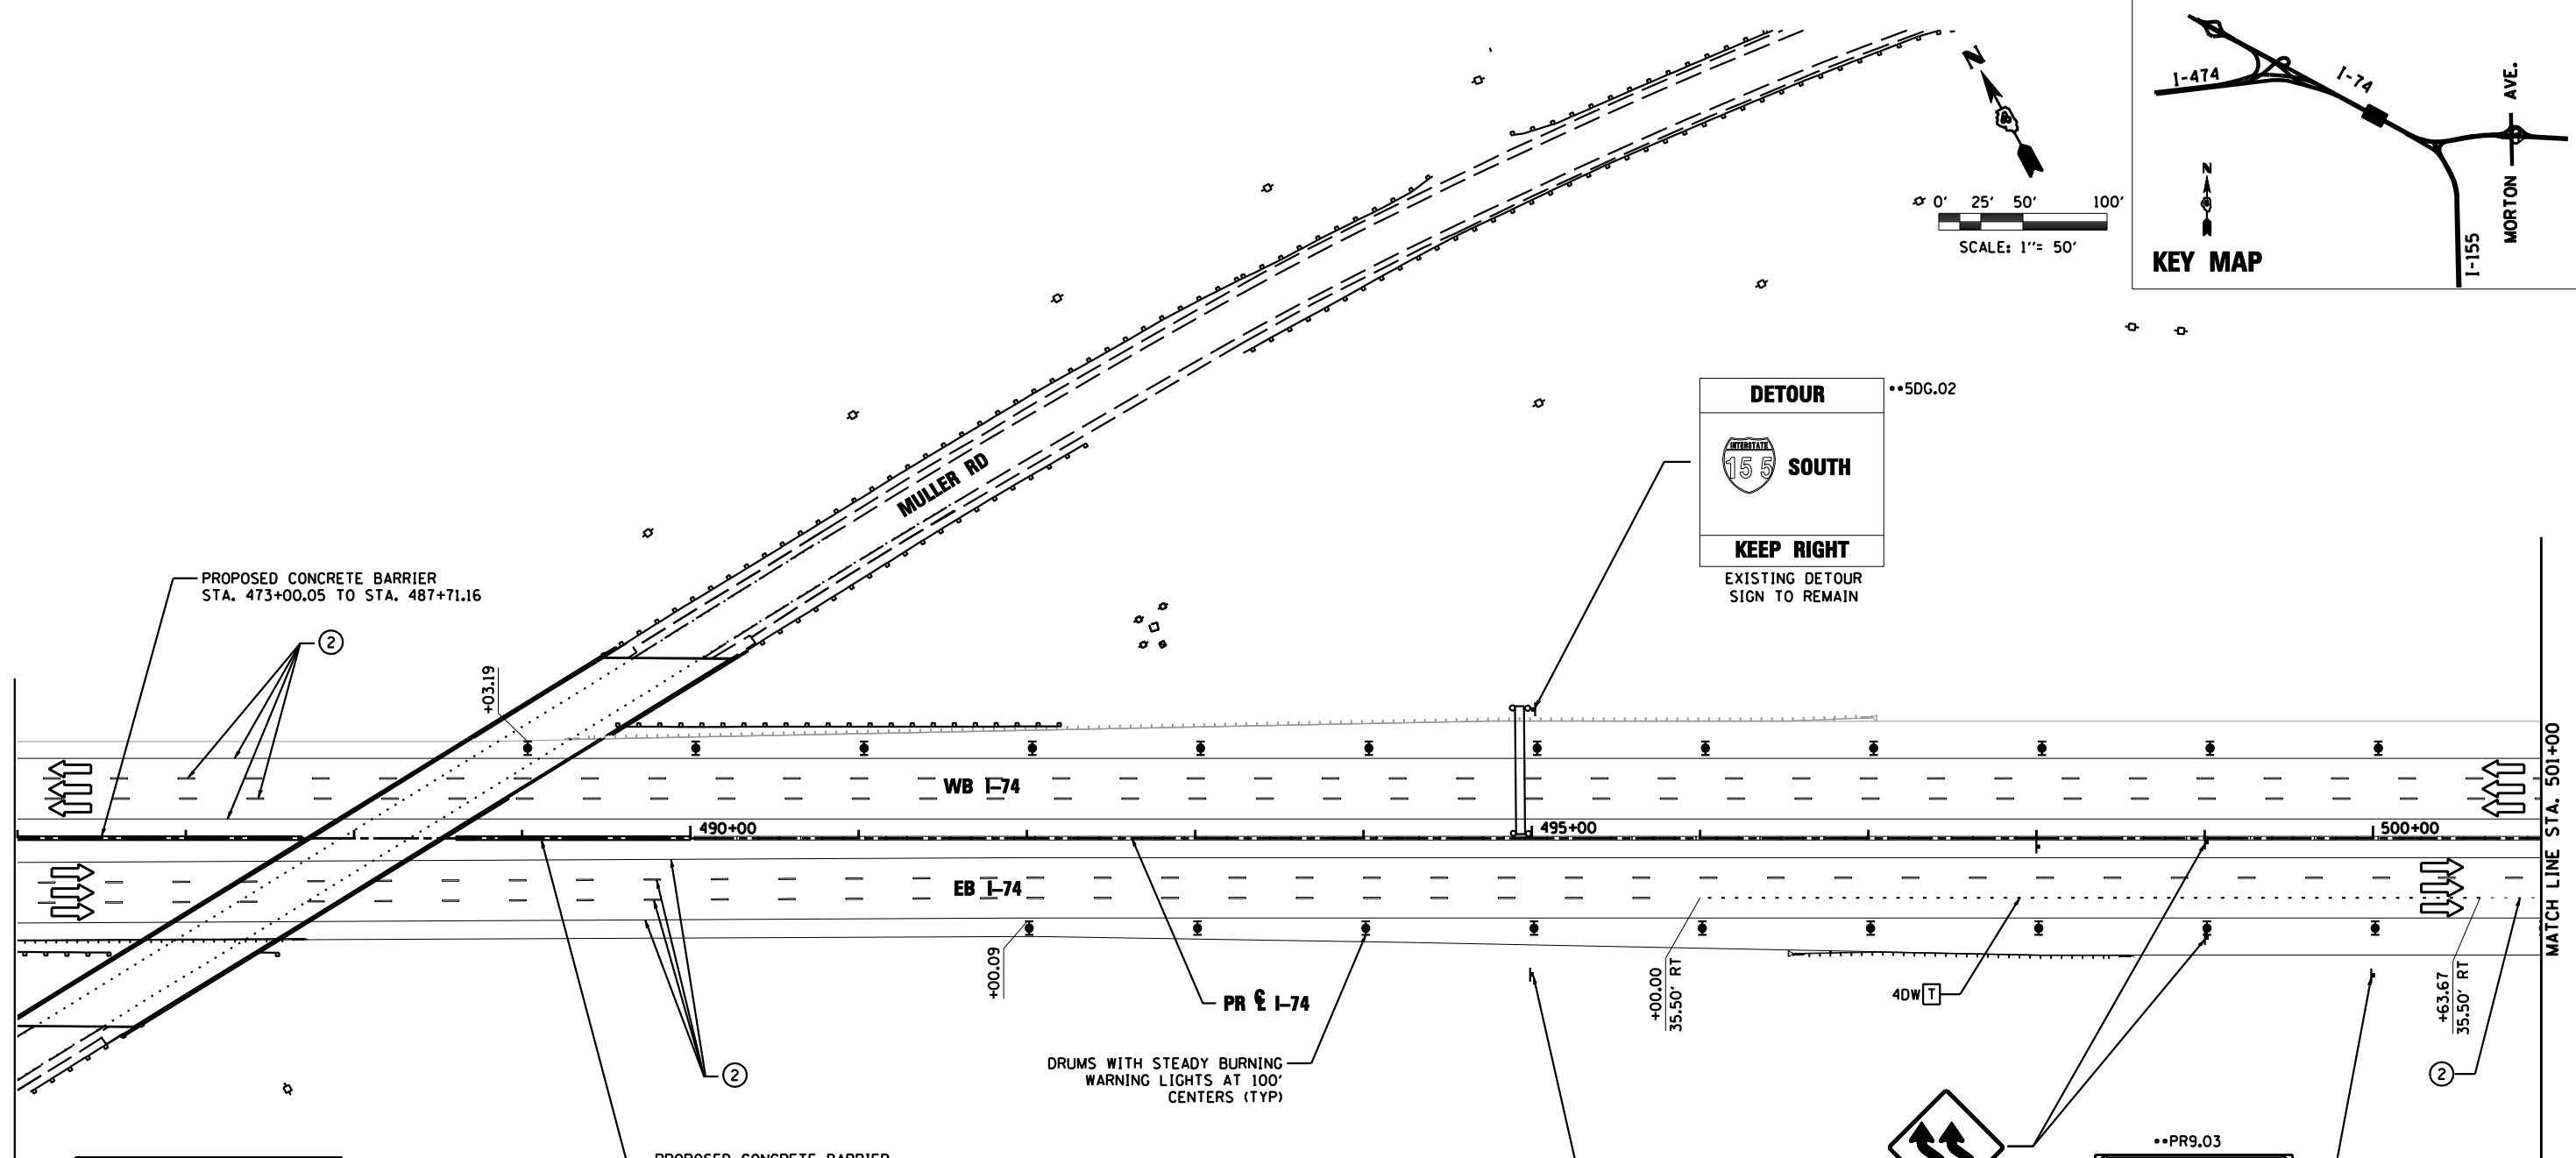 I-474
I-74
MORTON AVE.
I-155
N
KEY MAP
N
0' 25' 50' 100'
SCALE: 1''= 50'
DETOUR
••5DG.02
INTERSTATE
155 SOUTH
KEEP RIGHT
EXISTING DETOUR
SIGN TO REMAIN
MULLER RD
PROPOSED CONCRETE BARRIER
STA. 473+00.05 TO STA. 487+71.16
2
+03.19
WB I-74
490+00
495+00
500+00
EB I-74
MATCH LINE STA. 501+00
+00.09
PR ℄ I-74
+00.00
35.50' RT
4DW T
+63.67
35.50' RT
2
2
DRUMS WITH STEADY BURNING
WARNING LIGHTS AT 100'
CENTERS (TYP)
••PR9.03
PROPOSED CONCRETE BARRIER